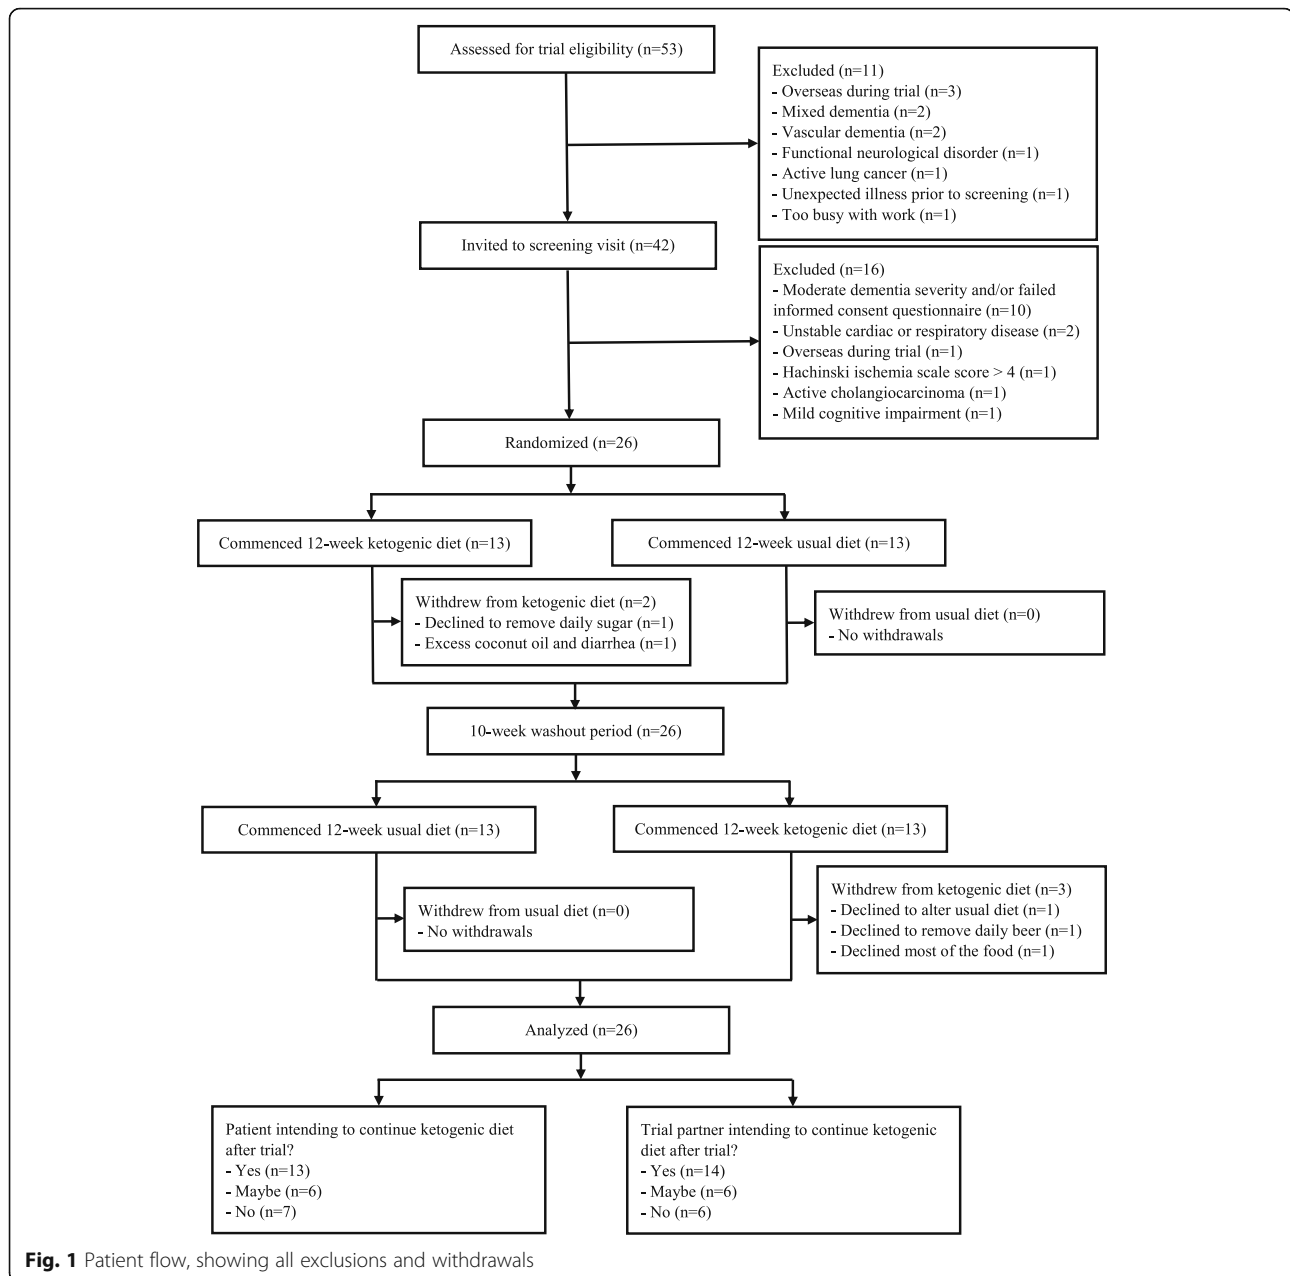 Assessed for trial eligibility (n=53)
Excluded (n=11)
- Overseas during trial (n=3)
- Mixed dementia (n=2)
- Vascular dementia (n=2)
- Functional neurological disorder (n=1)
- Active lung cancer (n=1)
- Unexpected illness prior to screening (n=1)
- Too busy with work (n=1)
Invited to screening visit (n=42)
Excluded (n=16)
- Moderate dementia severity and/or failed
informed consent questionnaire (n=10)
- Unstable cardiac or respiratory disease (n=2)
- Overseas during trial (n=1)
- Hachinski ischemia scale score > 4 (n=1)
- Active cholangiocarcinoma (n=1)
- Mild cognitive impairment (n=1)
Randomized (n=26)
Commenced 12-week ketogenic diet (n=13)
Commenced 12-week usual diet (n=13)
Withdrew from ketogenic diet (n=2)
- Declined to remove daily sugar (n=1)
- Excess coconut oil and diarrhea (n=1)
Withdrew from usual diet (n=0)
- No withdrawals
10-week washout period (n=26)
Commenced 12-week usual diet (n=13)
Commenced 12-week ketogenic diet (n=13)
Withdrew from usual diet (n=0)
- No withdrawals
Withdrew from ketogenic diet (n=3)
- Declined to alter usual diet (n=1)
- Declined to remove daily beer (n=1)
- Declined most of the food (n=1)
Analyzed (n=26)
Patient intending to continue ketogenic diet
after trial?
- Yes (n=13)
- Maybe (n=6)
- No (n=7)
Trial partner intending to continue ketogenic
diet after trial?
- Yes (n=14)
- Maybe (n=6)
- No (n=6)
Fig. 1 Patient flow, showing all exclusions and withdrawals